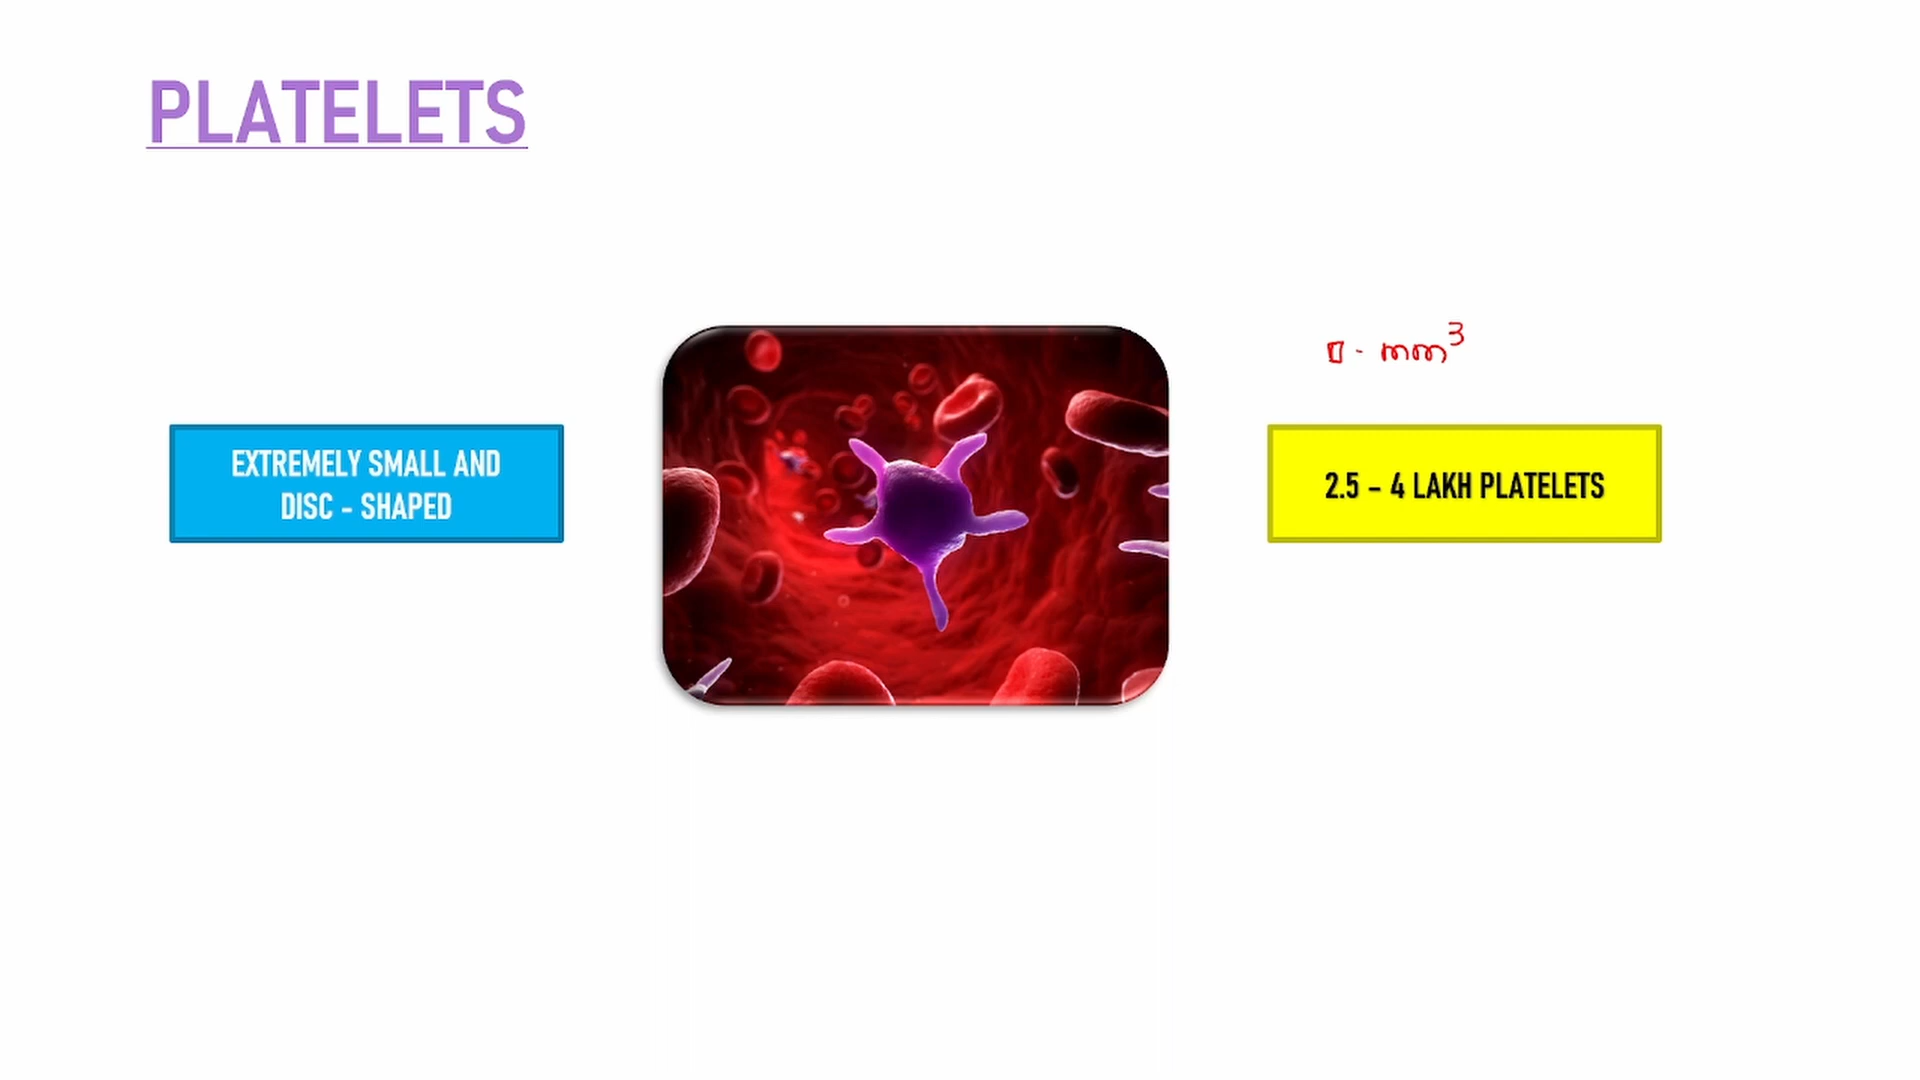 PLATELETS
mm³
EXTREMELY SMALL AND
DISC - SHAPED
2.5 – 4 LAKH PLATELETS